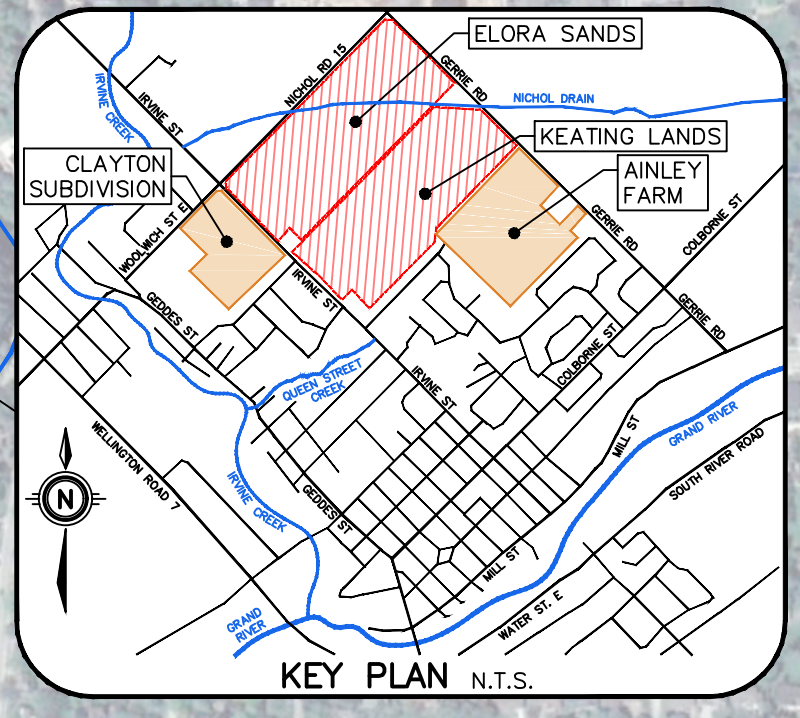 ELORA SANDS
NICHOL RD 15
GERRIE RD
IRVINE CREEK
IRVINE ST
NICHOL DRAIN
KEATING LANDS
CLAYTON
SUBDIVISION
AINLEY
FARM
WOOLWICH ST E
GERRIE RD
COLBORNE ST
IRVINE ST
GEDDES ST
GERRIE RD
COLBORNE ST
QUEEN STREET
CREEK
IRVINE ST
MILL ST
GRAND RIVER
WELLINGTON ROAD 7
SOUTH RIVER ROAD
IRVINE CREEK
GEDDES ST
N
MILL ST
WATER ST. E
GRAND
RIVER
KEY PLAN N.T.S.